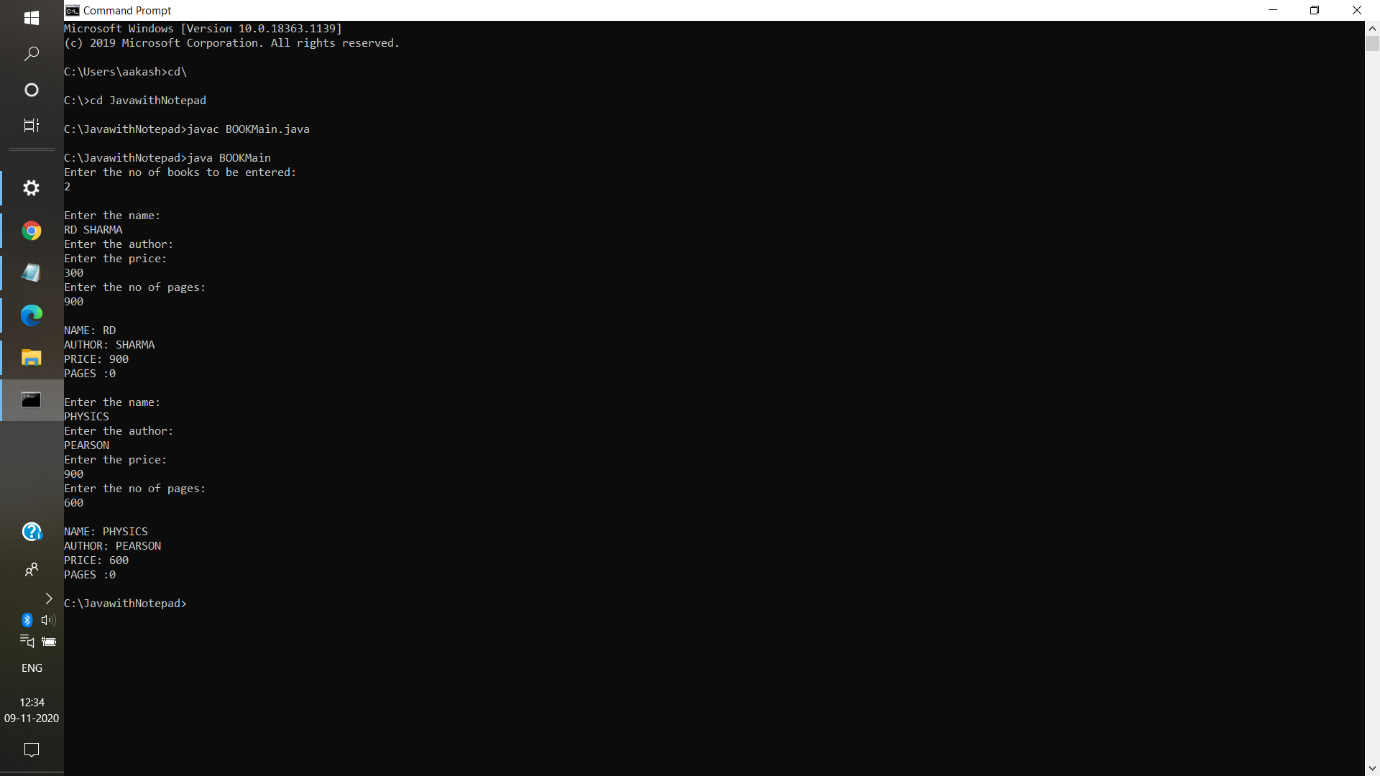 Command Prompt
Microsoft Windows [Version 10.0.18363.1139]
(c) 2019 Microsoft Corporation. All rights reserved.
C:\Users\aakash>cd\
C:\>cd JavawithNotepad
C:\JavawithNotepad>javac BOOKMain.java
C:\JavawithNotepad>java BOOKMain
Enter the no of books to be entered:
2
Enter the name:
RD SHARMA
Enter the author:
Enter the price:
300
Enter the no of pages:
900
NAME: RD
AUTHOR: SHARMA
PRICE: 900
PAGES :0
Enter the name:
PHYSICS
Enter the author:
PEARSON
Enter the price:
900
Enter the no of pages:
600
NAME: PHYSICS
AUTHOR: PEARSON
PRICE: 600
PAGES :0
C:\JavawithNotepad>
ENG
12:34
09-11-2020